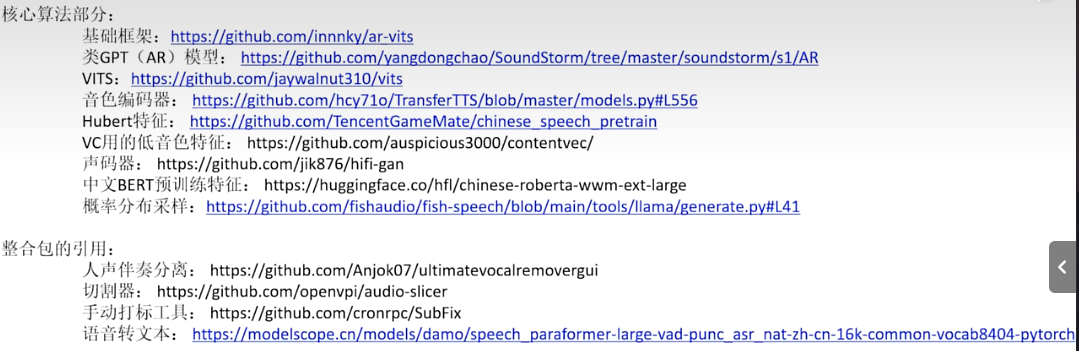 核心算法部分：
基础框架：https://github.com/innnky/ar-vits
类GPT（AR）模型：https://github.com/yangdongchao/SoundStorm/tree/master/soundstorm/s1/AR
VITS：https://github.com/jaywalnut310/vits
音色编码器：https://github.com/hcy71o/TransferTTS/blob/master/models.py#L556
Hubert特征：https://github.com/TencentGameMate/chinese_speech_pretrain
VC用的低音色特征：https://github.com/auspicious3000/contentvec/
声码器：https://github.com/jik876/hifi-gan
中文BERT预训练特征：https://huggingface.co/hfl/chinese-roberta-wwm-ext-large
概率分布采样：https://github.com/fishaudio/fish-speech/blob/main/tools/llama/generate.py#L41
整合包的引用：
人声伴奏分离：https://github.com/Anjok07/ultimatevocalremovergui
切割器：https://github.com/openvpi/audio-slicer
手动打标工具：https://github.com/cronrpc/SubFix
语音转文本：https://modelscope.cn/models/damo/speech_paraformer-large-vad-punc_asr_nat-zh-cn-16k-common-vocab8404-pytorch